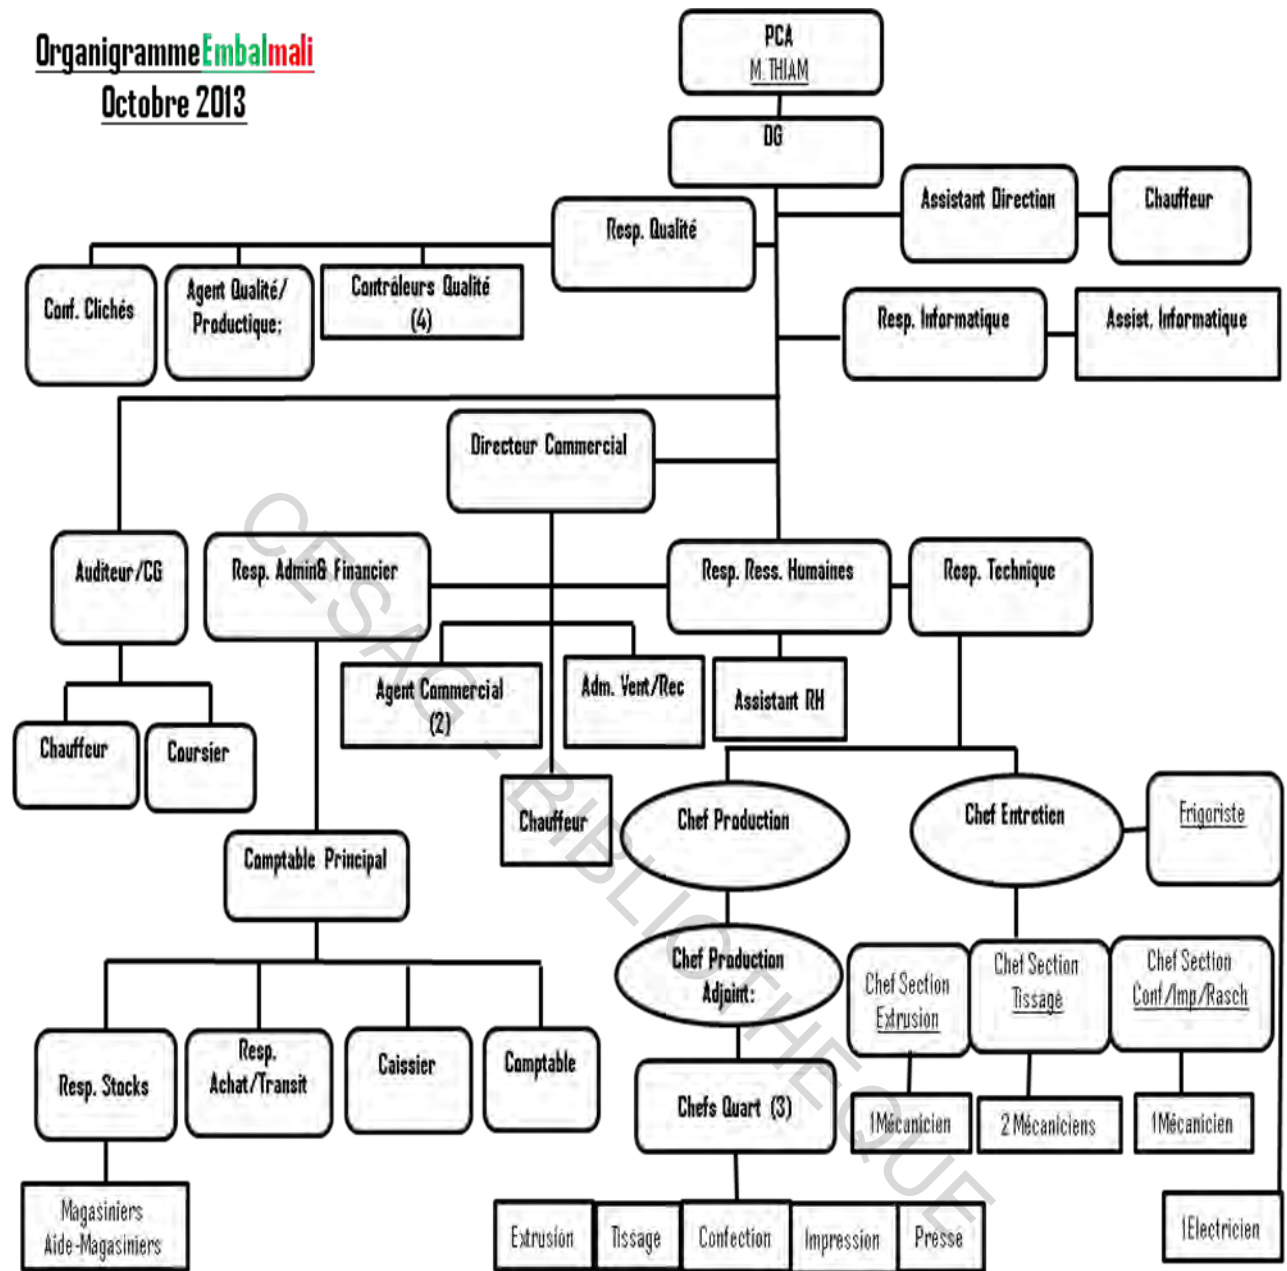 OrganigrammeEmbalmali
Octobre 2013
PCA
M. THIAM
DG
Assistant Direction
Chauffeur
Resp. Qualité
Conf. Clichés
Agent Qualité/
Productique:
Contrôleurs Qualité
(4)
Resp. Informatique
Assist. Informatique
Directeur Commercial
Auditeur/CG
Resp. Admin& Financier
Resp. Ress. Humaines
Resp. Technique
Agent Commercial
(2)
Adm. Vent/Rec
Assistant RH
Chauffeur
Coursier
Chauffeur
Chef Production
Chef Entretien
Frigoriste
Comptable Principal
Chef Production
Adjoint:
Chef Section
Extrusion
Chef Section
Tissage
Chef Section
Conf/Imp/Rasch
Resp. Stocks
Resp.
Achat/Transit
Caissier
Comptable
Chefs Quart (3)
1Mécanicien
2 Mécaniciens
1Mécanicien
Magasiniers
Aide-Magasiniers
Extrusion
Tissage
Confection
Impression
Presse
1Electricien
CESAG - BIBLIOTHEQUE